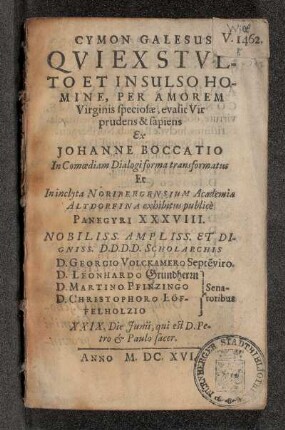 V. 1462.
CYMON GALESUS
QVI EX STVL-
TO ET INSULSO HO-
MINE, PER AMOREM
Virginis speciosæ, evasit Vir
prudens & sapiens
Ex
JOHANNE BOCCATIO
In Comœdiam Dialogi forma transformatus
Et
In inclyta NORIBERGENSIUM Academia
ALTDORFINA exhibitus publicè
PANEGYRI XXXVIII.
NOBILISS. AMPLISS. ET DI-
GNISS. D.D.D.D. SCHOLARCHIS
D. GEORGIO VOLCKAMERO Septēviro.
D. LEONHARDO Grundherrn
D. MARTINO PFINZINGO
D. CHRISTOPHORO LÖF-
FELHOLZIO
Sena-
toribus
XXIX. Die Junij, qui est D. Pe-
tro & Paulo sacer.
ANNO M. DC. XVI.